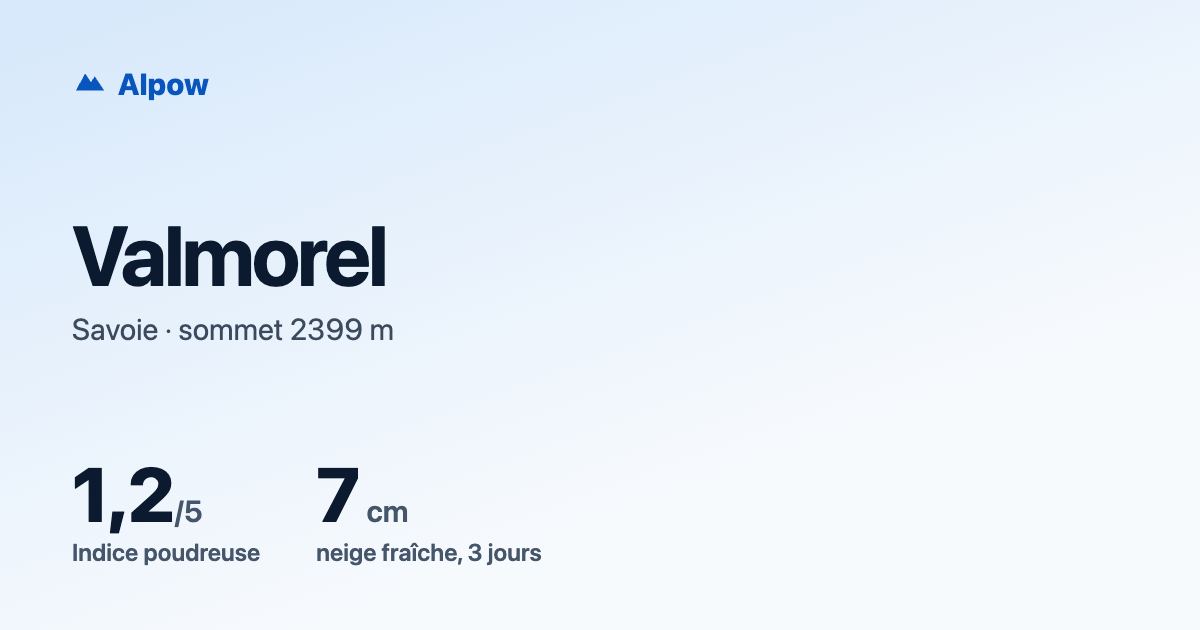 Alpow
Valmorel
Savoie · sommet 2399 m
1,2/5
Indice poudreuse
7 cm
neige fraîche, 3 jours